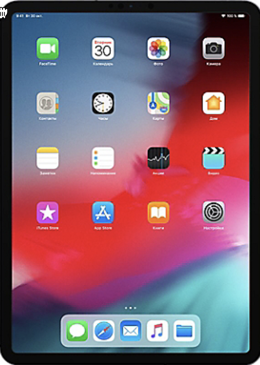 FaceTime
Календарь
30
Фото
Камера
Контакты
Часы
Карты
Дом
Заметки
Напоминания
Акции
Видео
iTunes Store
App Store
Книги
Настройки